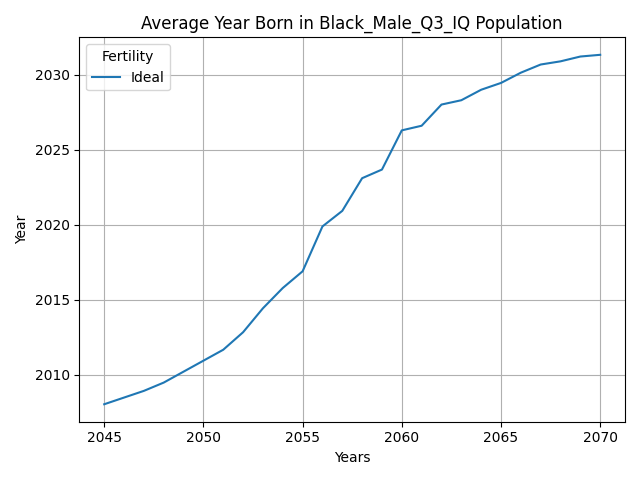 Average Year Born in Black_Male_Q3_IQ Population
Fertility
Ideal
2030
2025
2020
2015
2010
Year
2045 2050 2055 2060 2065 2070
Years